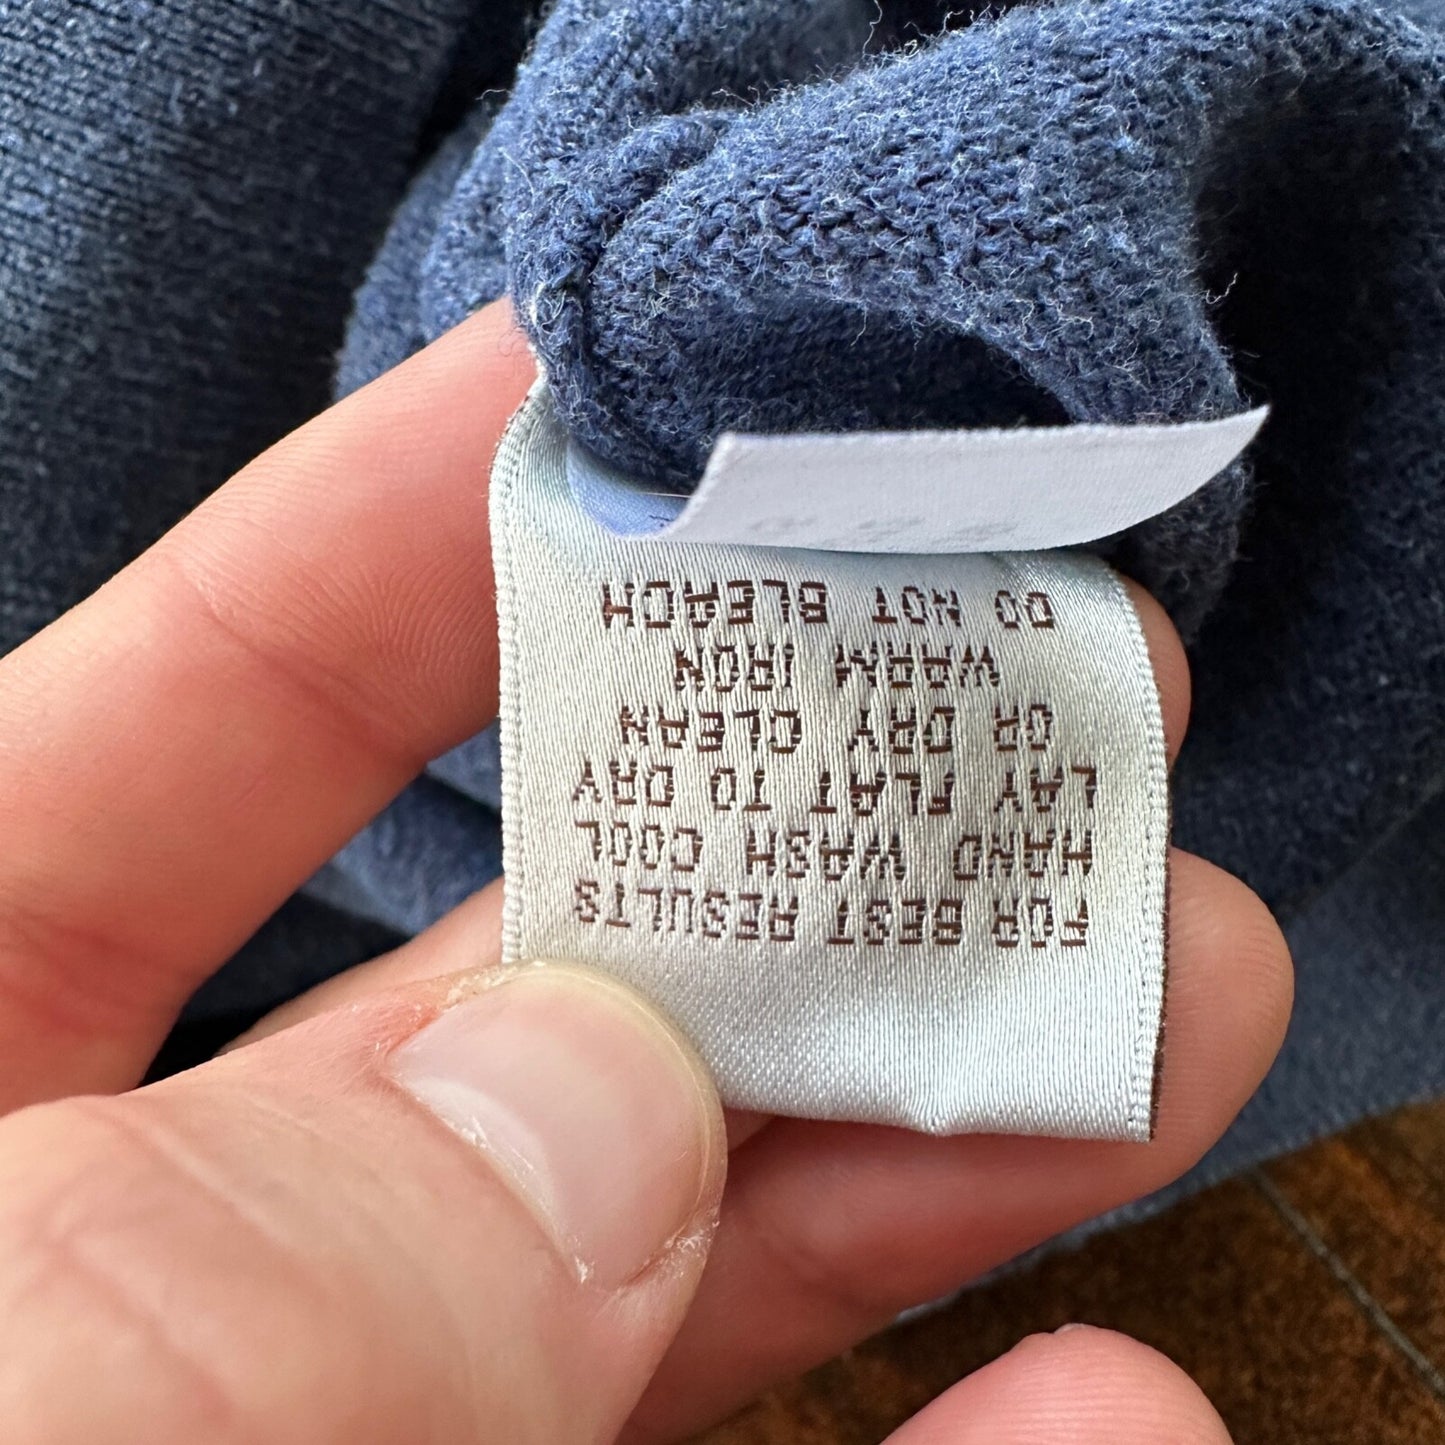 FOR BEST RESULTS
HAND WASH COOL
LAY FLAT TO DRY
OR DRY CLEAN
WARM IRON
DO NOT BLEACH